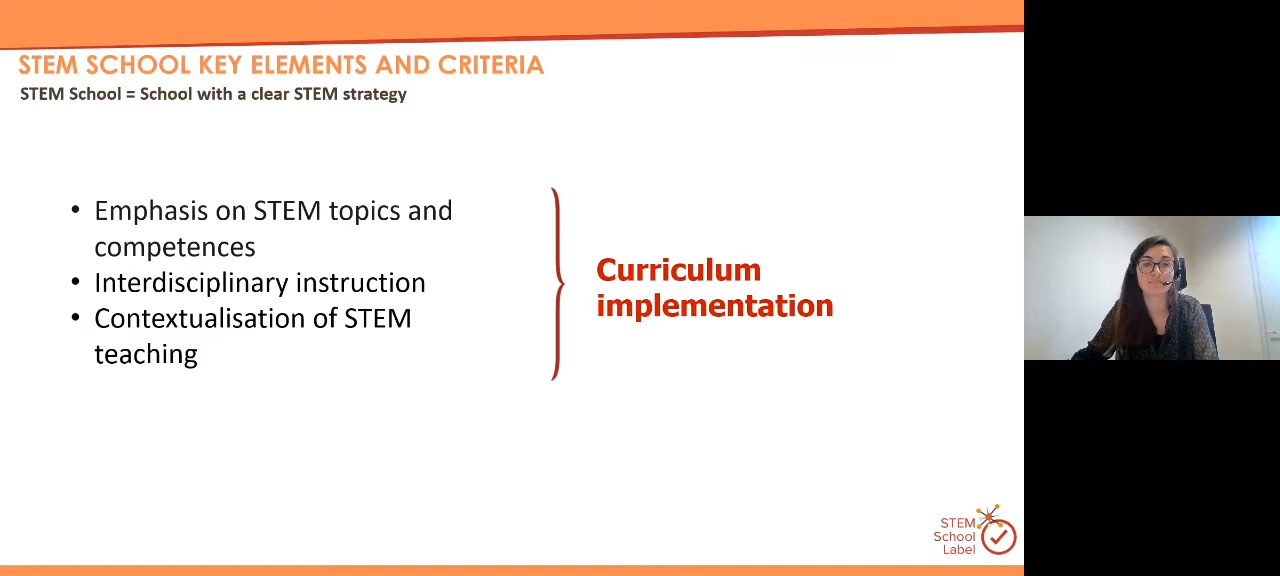 STEM SCHOOL KEY ELEMENTS AND CRITERIA
STEM School = School with a clear STEM strategy
• Emphasis on STEM topics and
competences
• Interdisciplinary instruction
• Contextualisation of STEM
teaching
Curriculum
implementation
STEM
School
Label